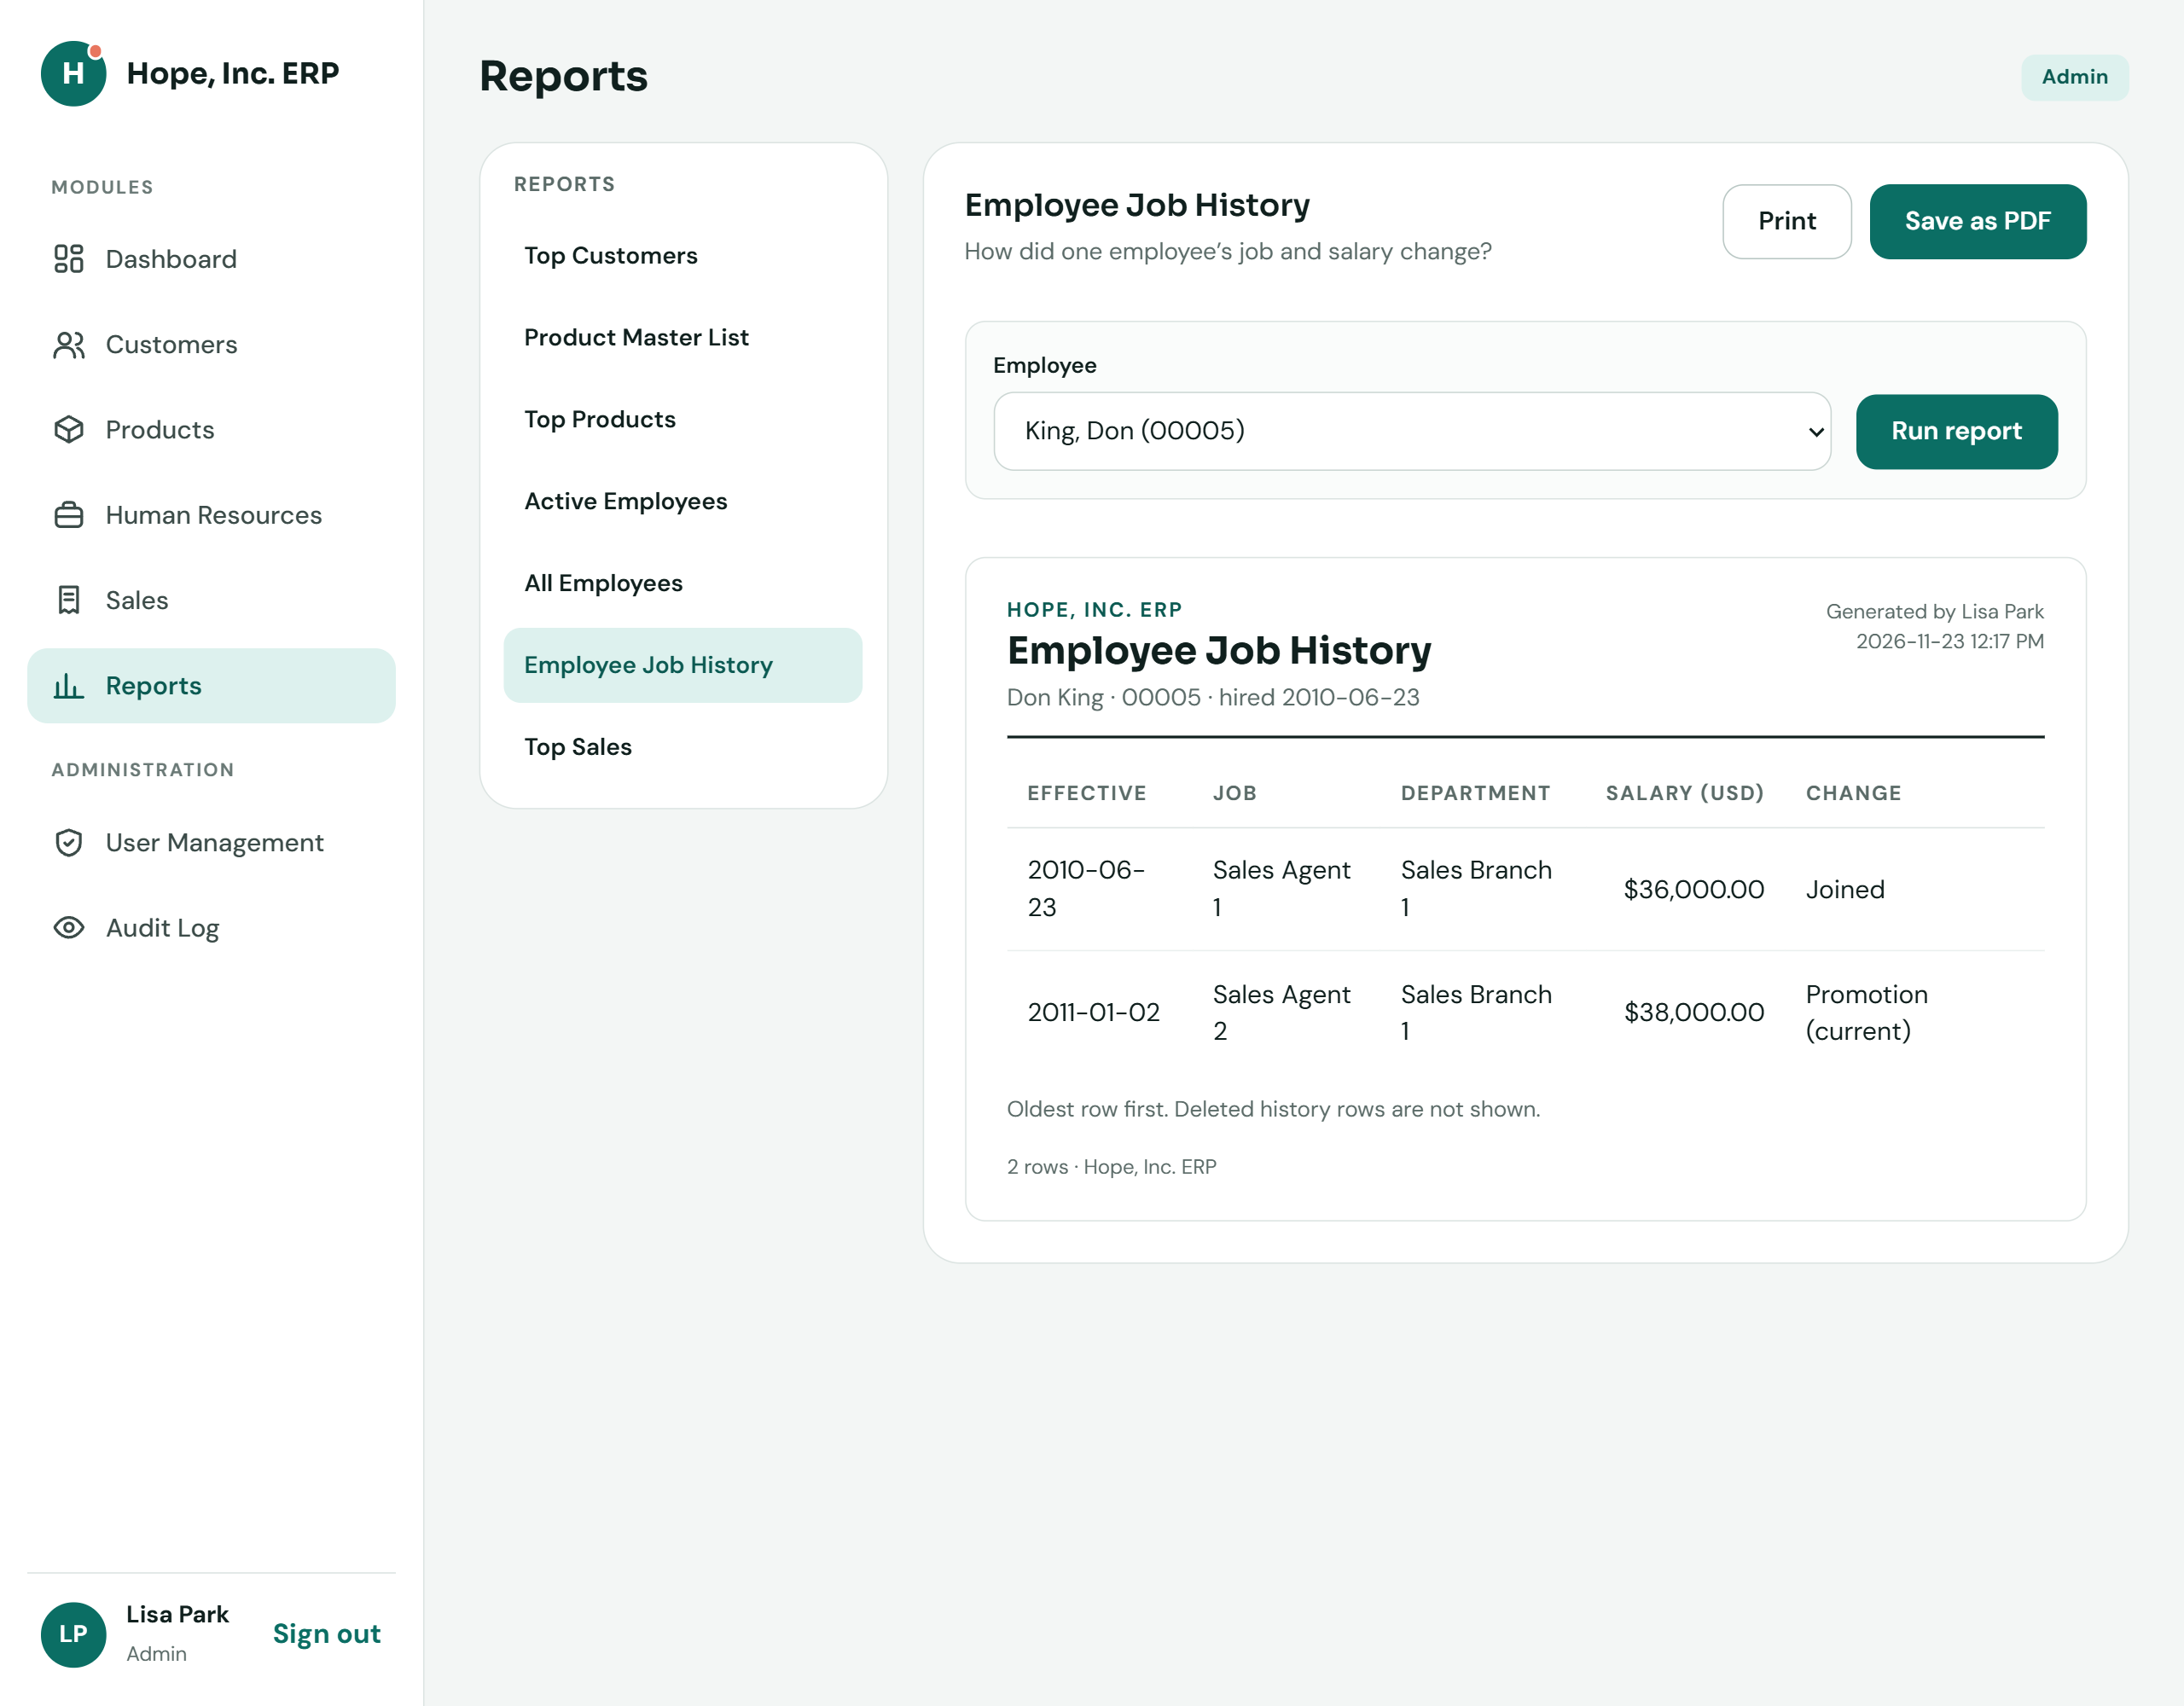 H
Hope, Inc. ERP
MODULES
Dashboard
Customers
Products
Human Resources
Sales
Reports
ADMINISTRATION
User Management
Audit Log
LP
Lisa Park
Admin
Sign out
Reports
Admin
REPORTS
Top Customers
Product Master List
Top Products
Active Employees
All Employees
Employee Job History
Top Sales
Employee Job History
How did one employee’s job and salary change?
Print
Save as PDF
Employee
King, Don (00005)
Run report
HOPE, INC. ERP
Employee Job History
Don King · 00005 · hired 2010-06-23
Generated by Lisa Park
2026-11-23 12:17 PM
EFFECTIVE JOB DEPARTMENT SALARY (USD) CHANGE
2010-06-
23
Sales Agent
1
Sales Branch
1
$36,000.00
Joined
2011-01-02
Sales Agent
2
Sales Branch
1
$38,000.00
Promotion
(current)
Oldest row first. Deleted history rows are not shown.
2 rows · Hope, Inc. ERP